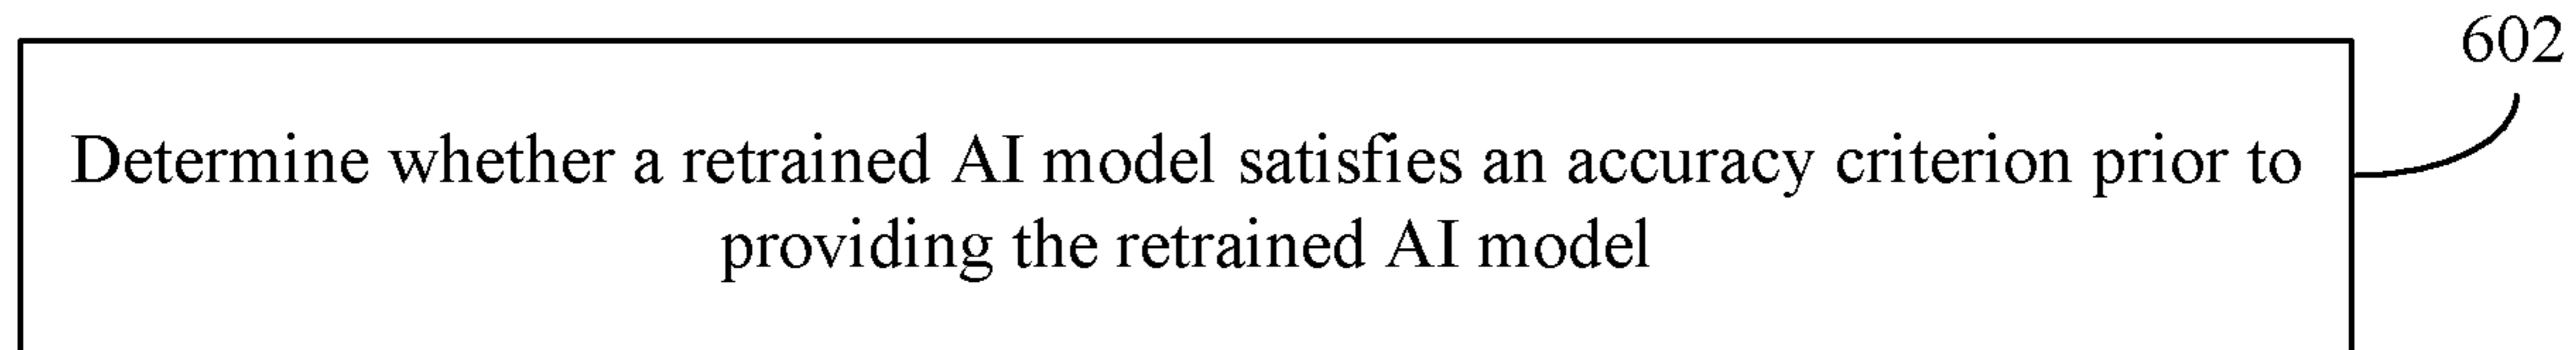 602
Determine whether a retrained AI model satisfies an accuracy criterion prior to
providing the retrained AI model